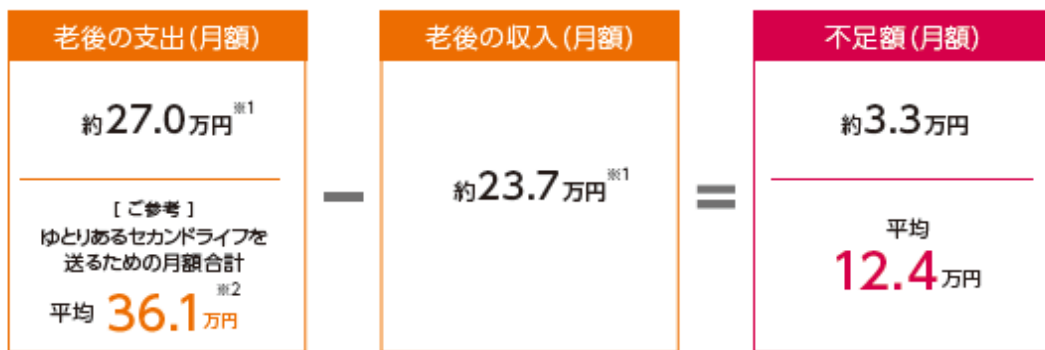 老後の支出(月額)
約27.0万円※1
[ ご参考 ]
ゆとりあるセカンドライフを
送るための月額合計
平均 36.1万円※2
−
老後の収入(月額)
約23.7万円※1
=
不足額(月額)
約3.3万円
平均
12.4万円